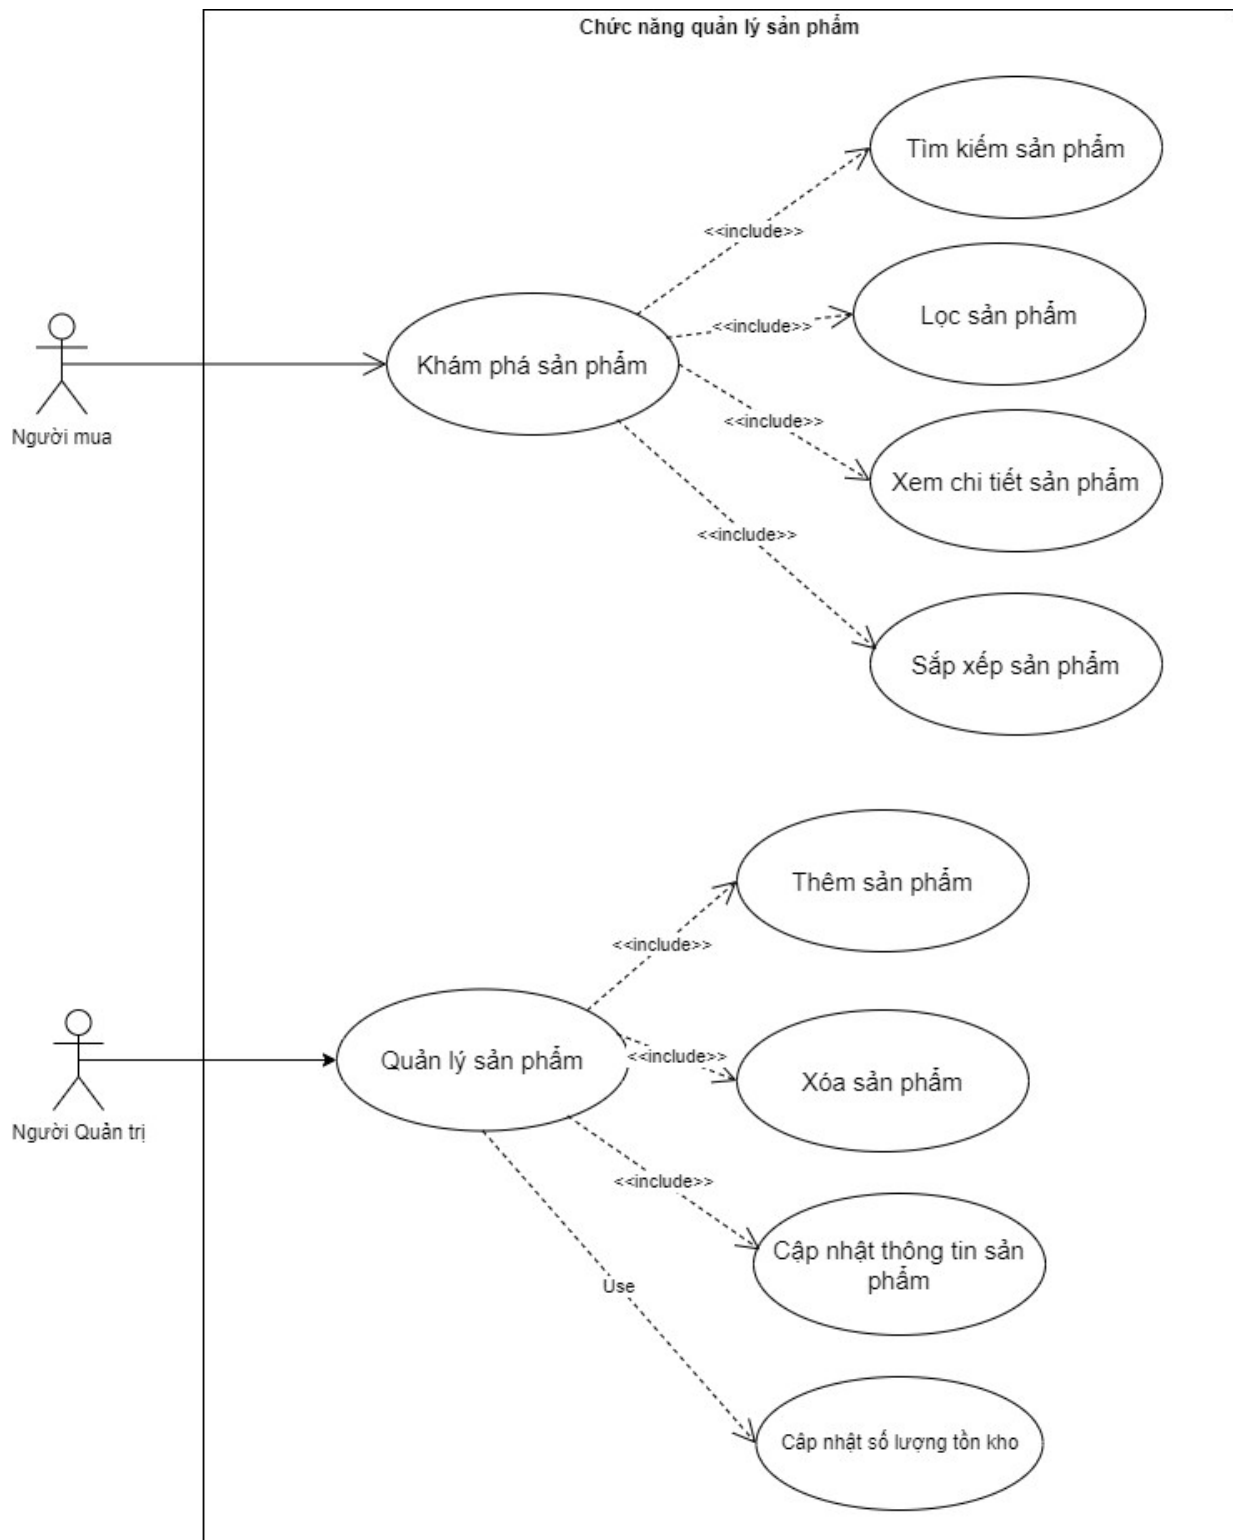 Chức năng quản lý sản phẩm
Tìm kiếm sản phẩm
<<include>>
Lọc sản phẩm
<<include>>
Khám phá sản phẩm
<<include>>
Người mua
Xem chi tiết sản phẩm
<<include>>
Sắp xếp sản phẩm
Thêm sản phẩm
<<include>>
Quản lý sản phẩm
<<include>>
Xóa sản phẩm
Người Quản trị
<<include>>
Cập nhật thông tin sản
phẩm
Use
Câp nhật số lượng tồn kho